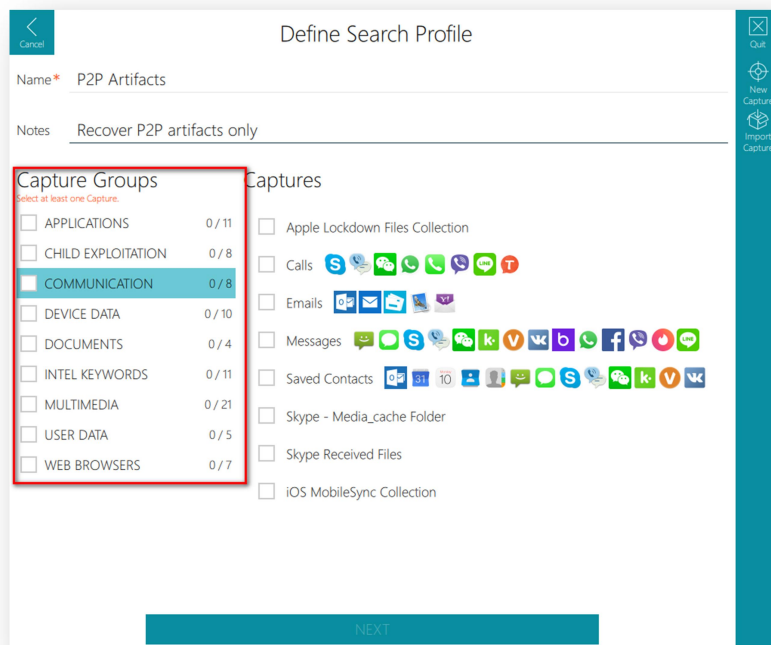 Cancel
Define Search Profile
Quit
New
Capture
Import
Capture
Name* P2P Artifacts
Notes Recover P2P artifacts only
Capture Groups
Select at least one Capture.
APPLICATIONS 0 / 11
CHILD EXPLOITATION 0 / 8
COMMUNICATION 0 / 8
DEVICE DATA 0 / 10
DOCUMENTS 0 / 4
INTEL KEYWORDS 0 / 11
MULTIMEDIA 0 / 21
USER DATA 0 / 5
WEB BROWSERS 0 / 7
Captures
Apple Lockdown Files Collection
Calls LINE T
Emails
Messages LINE
Saved Contacts 31 10
Skype - Media_cache Folder
Skype Received Files
iOS MobileSync Collection
NEXT